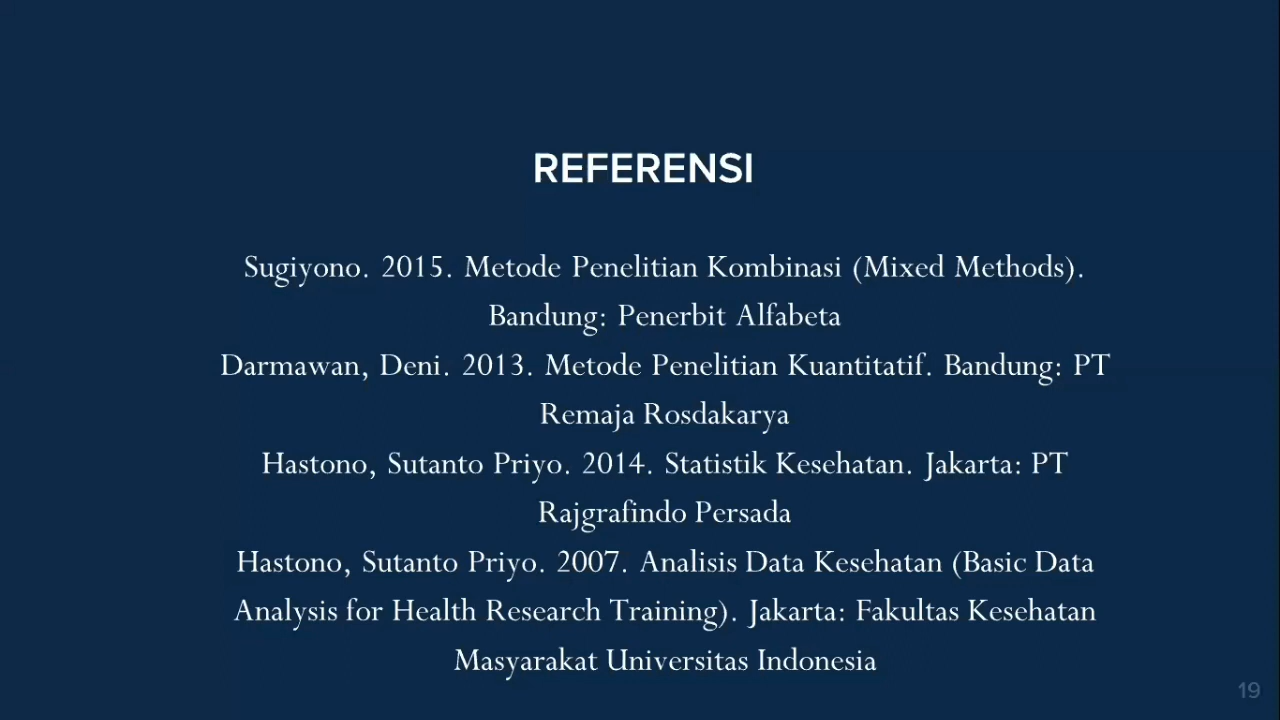 REFERENSI
Sugiyono. 2015. Metode Penelitian Kombinasi (Mixed Methods).
Bandung: Penerbit Alfabeta
Darmawan, Deni. 2013. Metode Penelitian Kuantitatif. Bandung: PT
Remaja Rosdakarya
Hastono, Sutanto Priyo. 2014. Statistik Kesehatan. Jakarta: PT
Rajgrafindo Persada
Hastono, Sutanto Priyo. 2007. Analisis Data Kesehatan (Basic Data
Analysis for Health Research Training). Jakarta: Fakultas Kesehatan
Masyarakat Universitas Indonesia
19